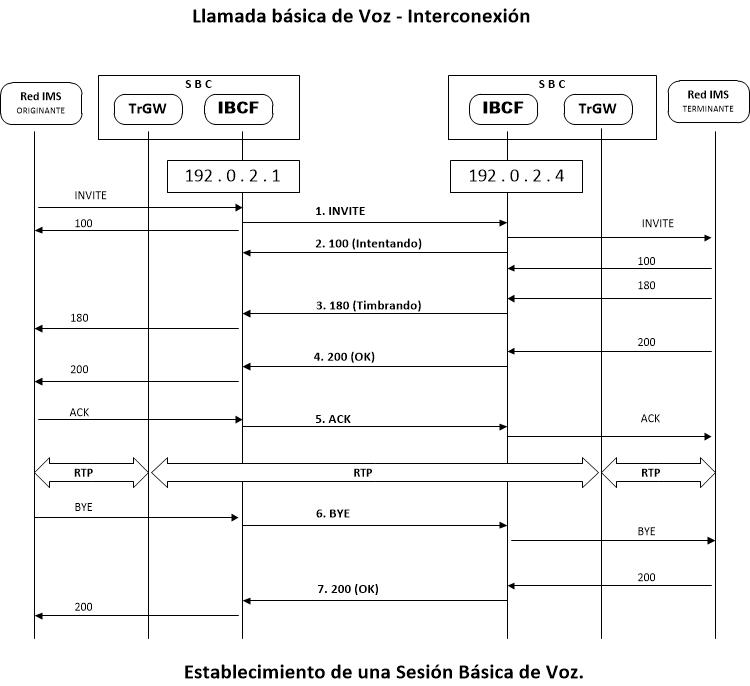 Llamada básica de Voz - Interconexión
S B C
S B C
Red IMS
ORIGINANTE
TrGW
IBCF
IBCF
TrGW
Red IMS
TERMINANTE
192 . 0 . 2 . 1
192 . 0 . 2 . 4
INVITE
1. INVITE
INVITE
100
2. 100 (Intentando)
100
180
3. 180 (Timbrando)
180
200
4. 200 (OK)
200
ACK
5. ACK
ACK
RTP
RTP
RTP
BYE
6. BYE
BYE
200
7. 200 (OK)
200
Establecimiento de una Sesión Básica de Voz.